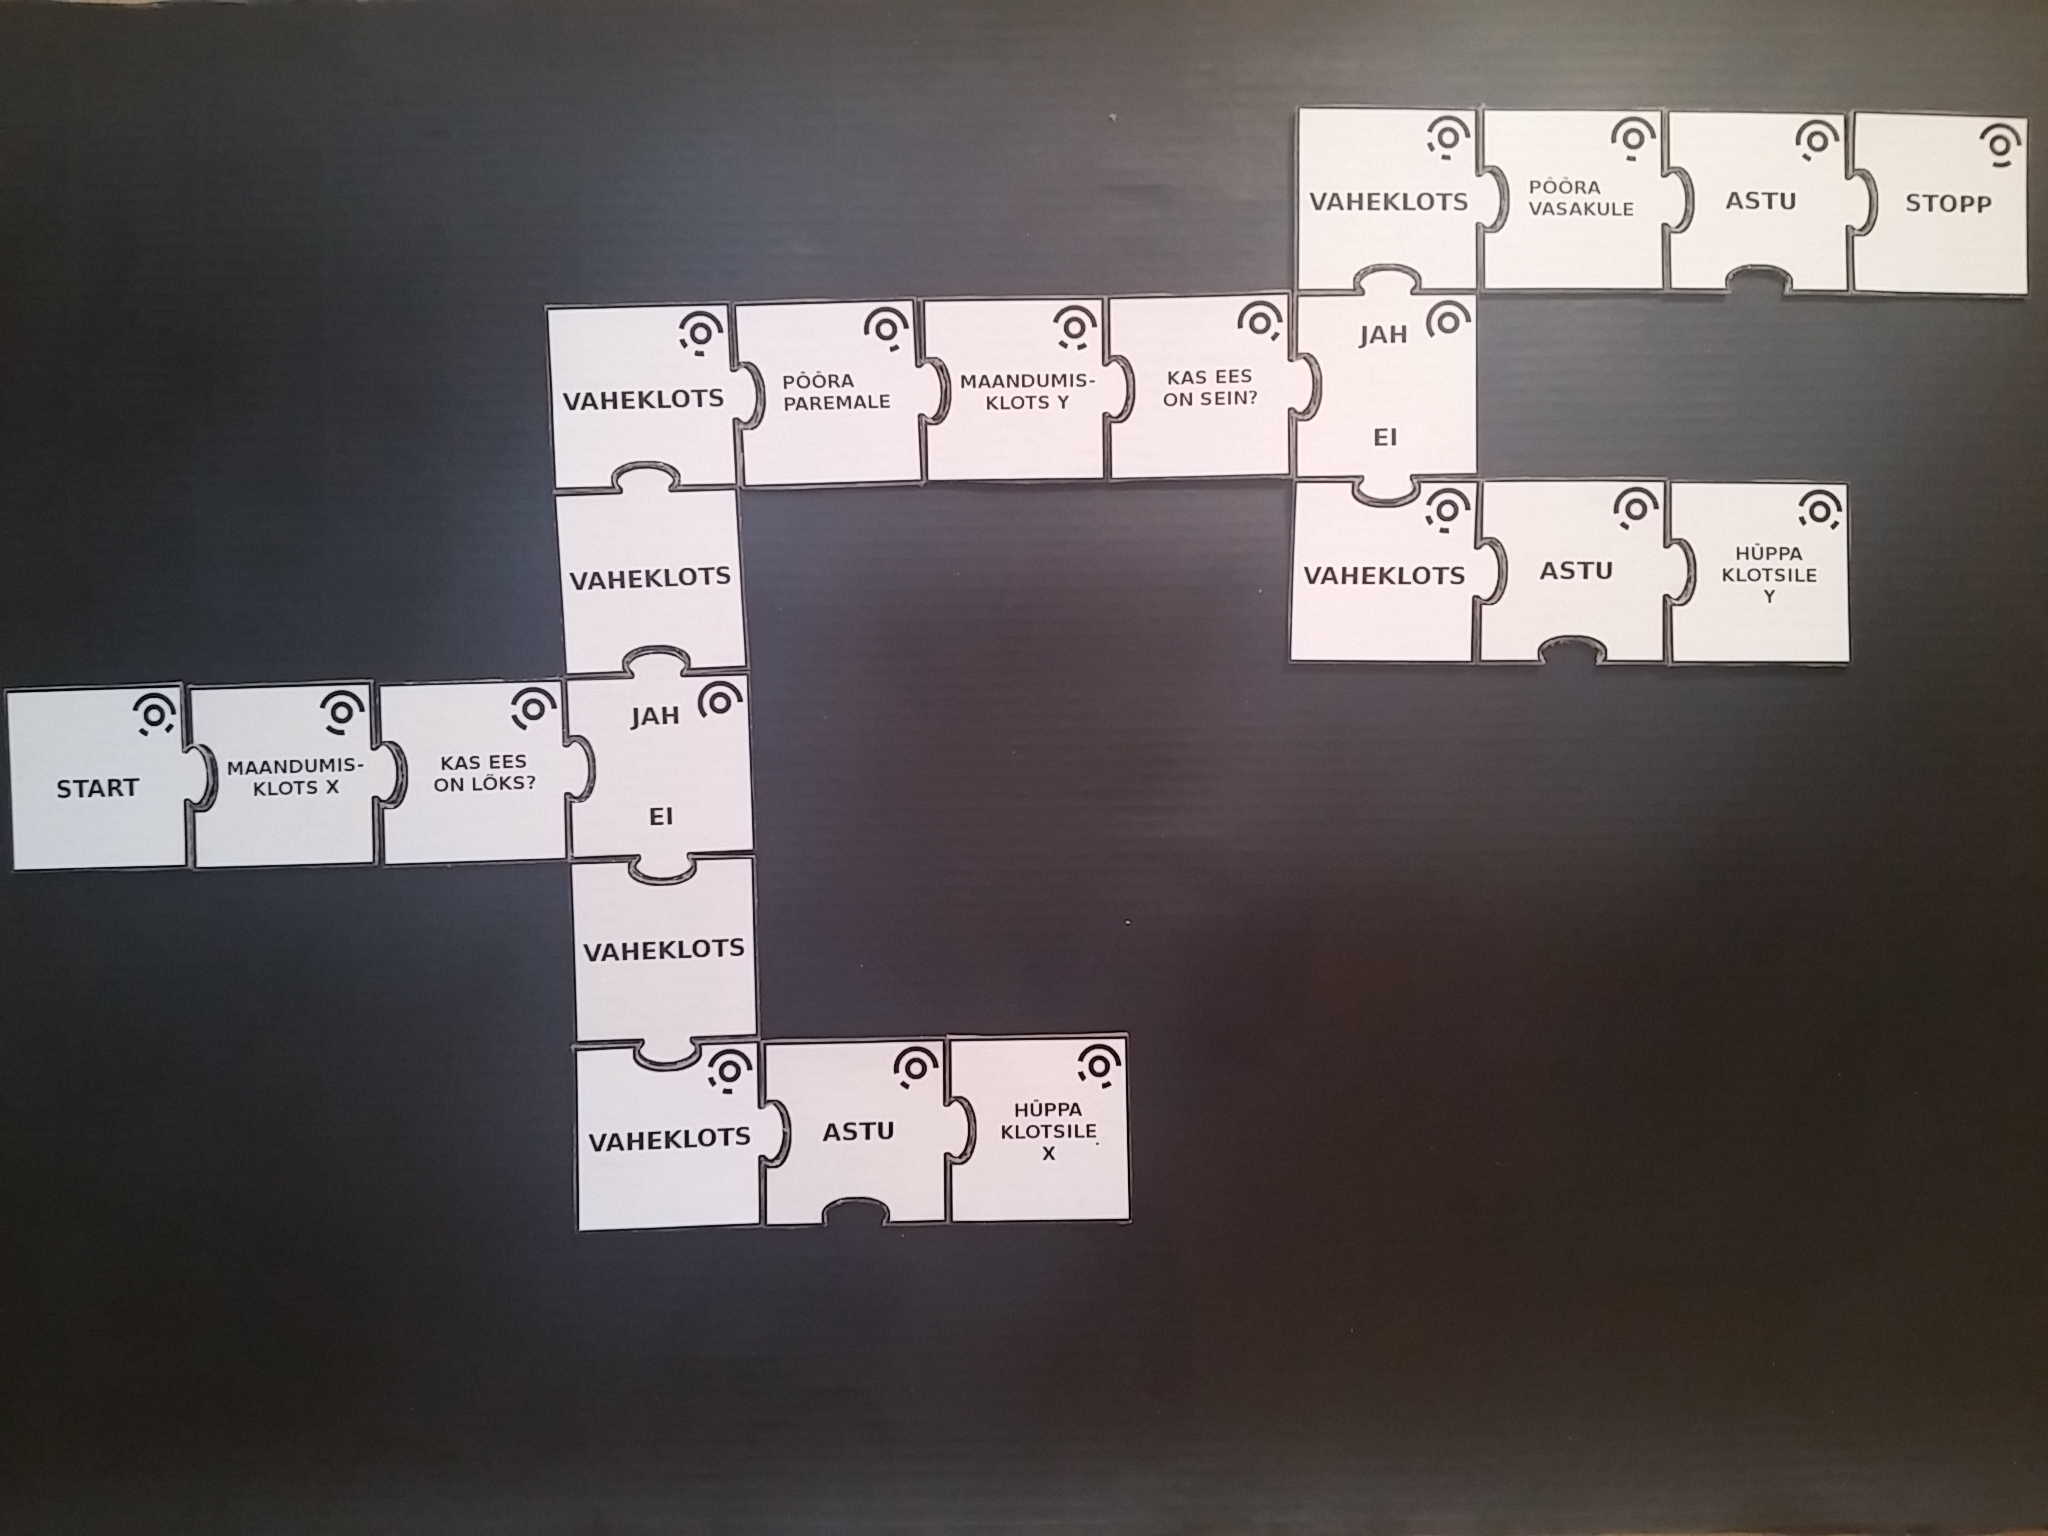 START
MAANDUMIS-
KLOTS X
KAS EES
ON LÕKS?
JAH
EI
VAHEKLOTS
VAHEKLOTS
PÖÖRA
PAREMALE
MAANDUMIS-
KLOTS Y
KAS EES
ON SEIN?
JAH
EI
VAHEKLOTS
PÖÖRA
VASAKULE
ASTU
STOPP
VAHEKLOTS
ASTU
HÜPPA
KLOTSILE
Y
VAHEKLOTS
VAHEKLOTS
ASTU
HÜPPA
KLOTSILE
X